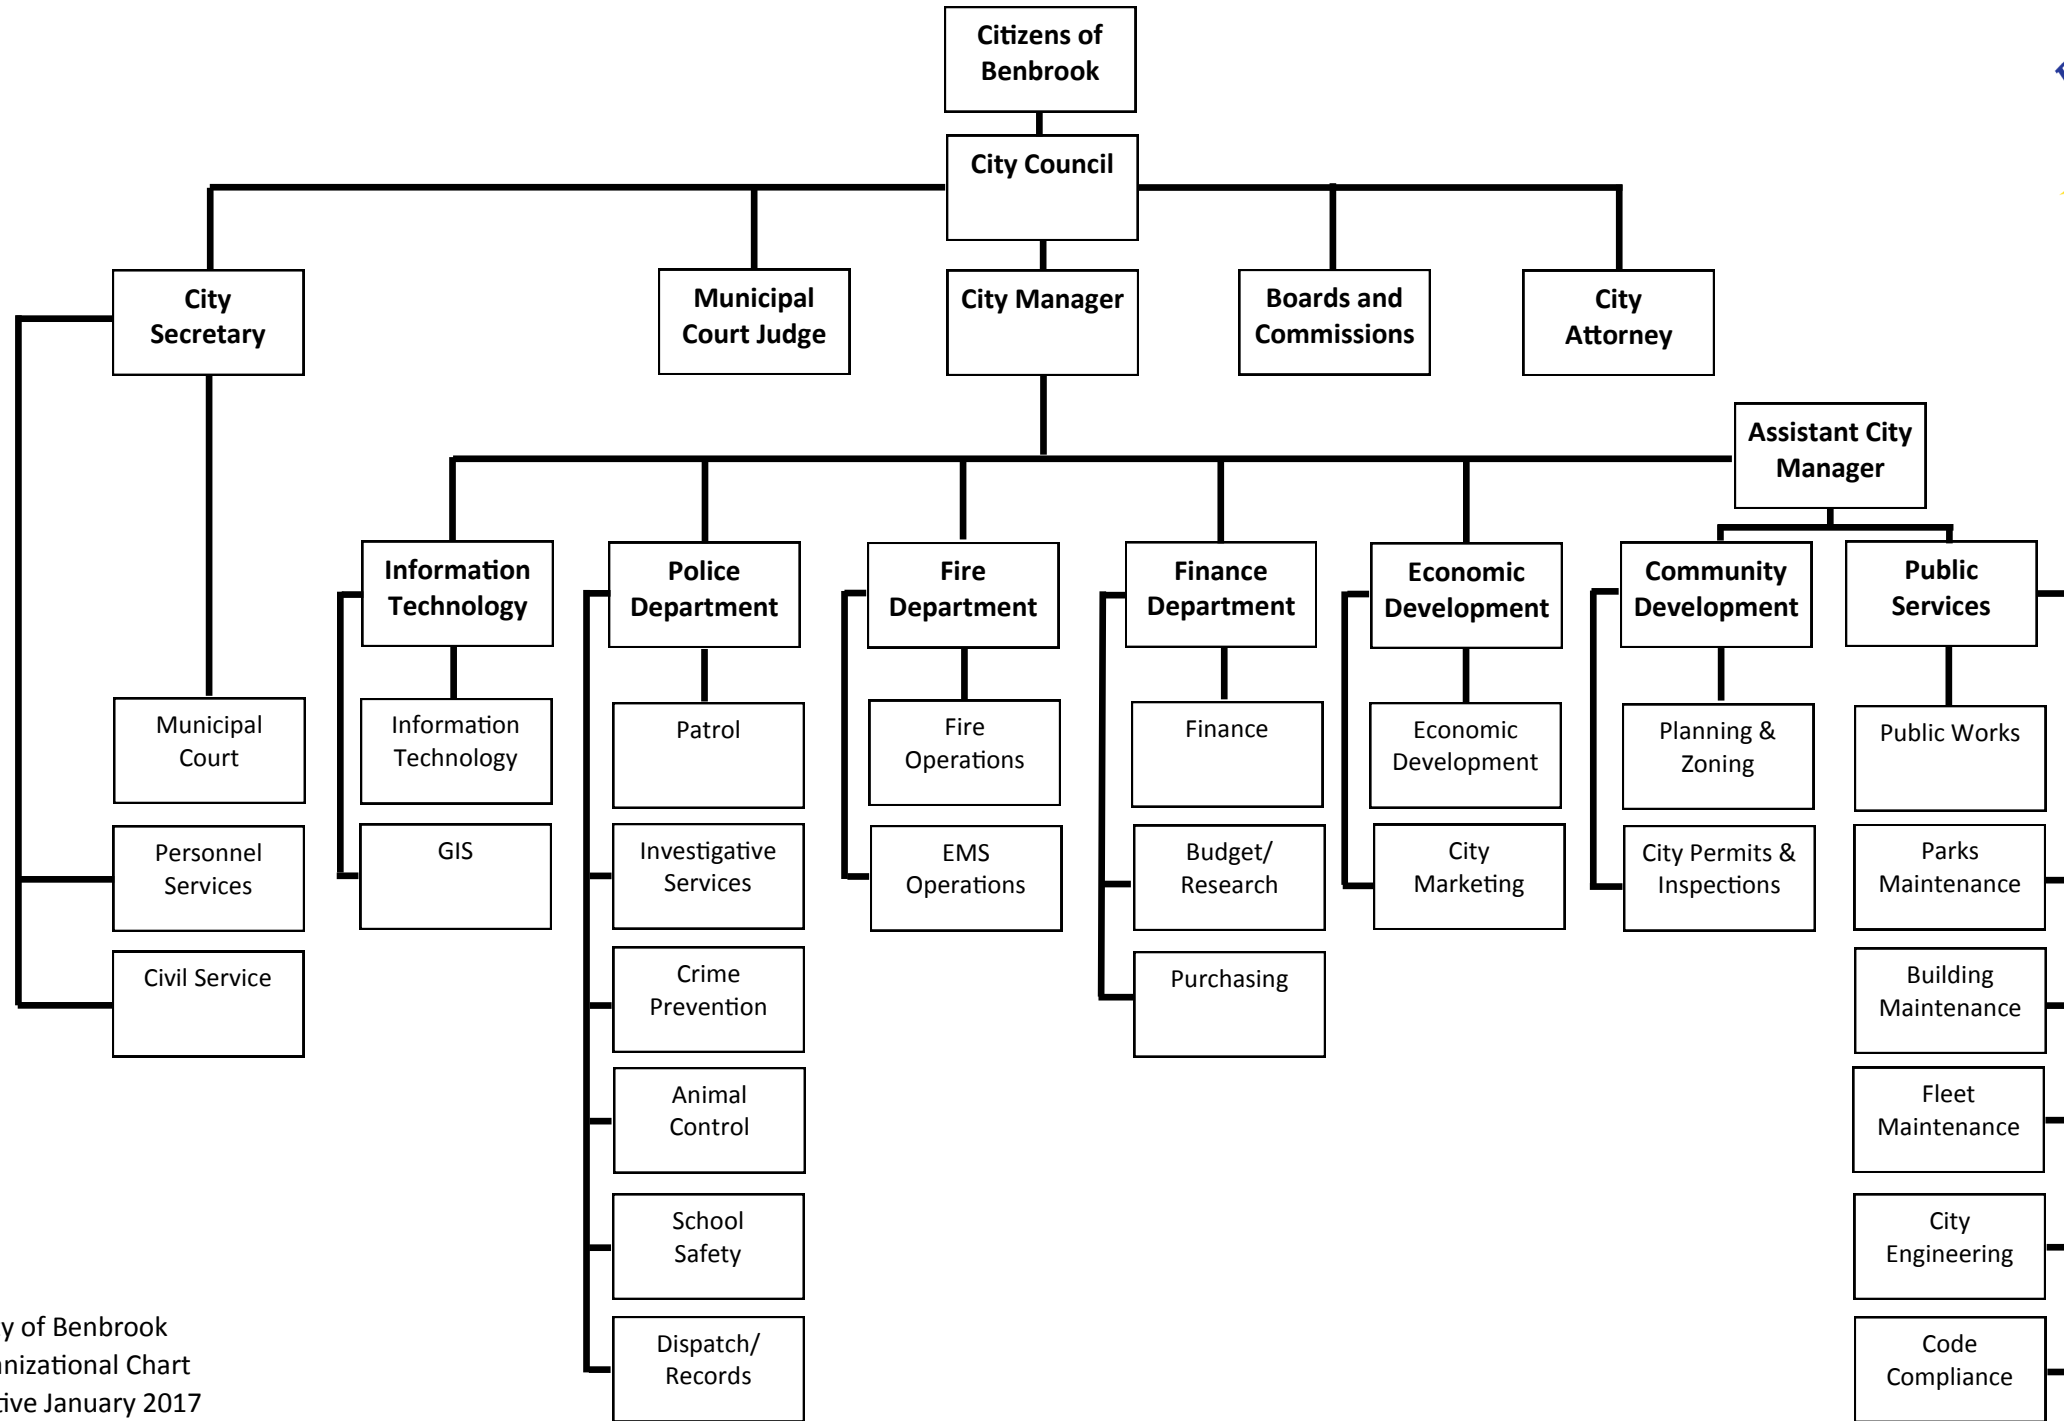 Citizens of
Benbrook
City Council
City
Secretary
Municipal
Court Judge
City Manager
Boards and
Commissions
City
Attorney
Assistant City
Manager
Information
Technology
Police
Department
Fire
Department
Finance
Department
Economic
Development
Community
Development
Public
Services
Municipal
Court
Information
Technology
Patrol
Fire
Operations
Finance
Economic
Development
Planning &
Zoning
Public Works
Personnel
Services
GIS
Investigative
Services
EMS
Operations
Budget/
Research
City
Marketing
City Permits &
Inspections
Parks
Maintenance
Civil Service
Crime
Prevention
Purchasing
Building
Maintenance
Animal
Control
Fleet
Maintenance
School
Safety
City
Engineering
Dispatch/
Records
Code
Compliance
y of Benbrook
nizational Chart
tive January 2017